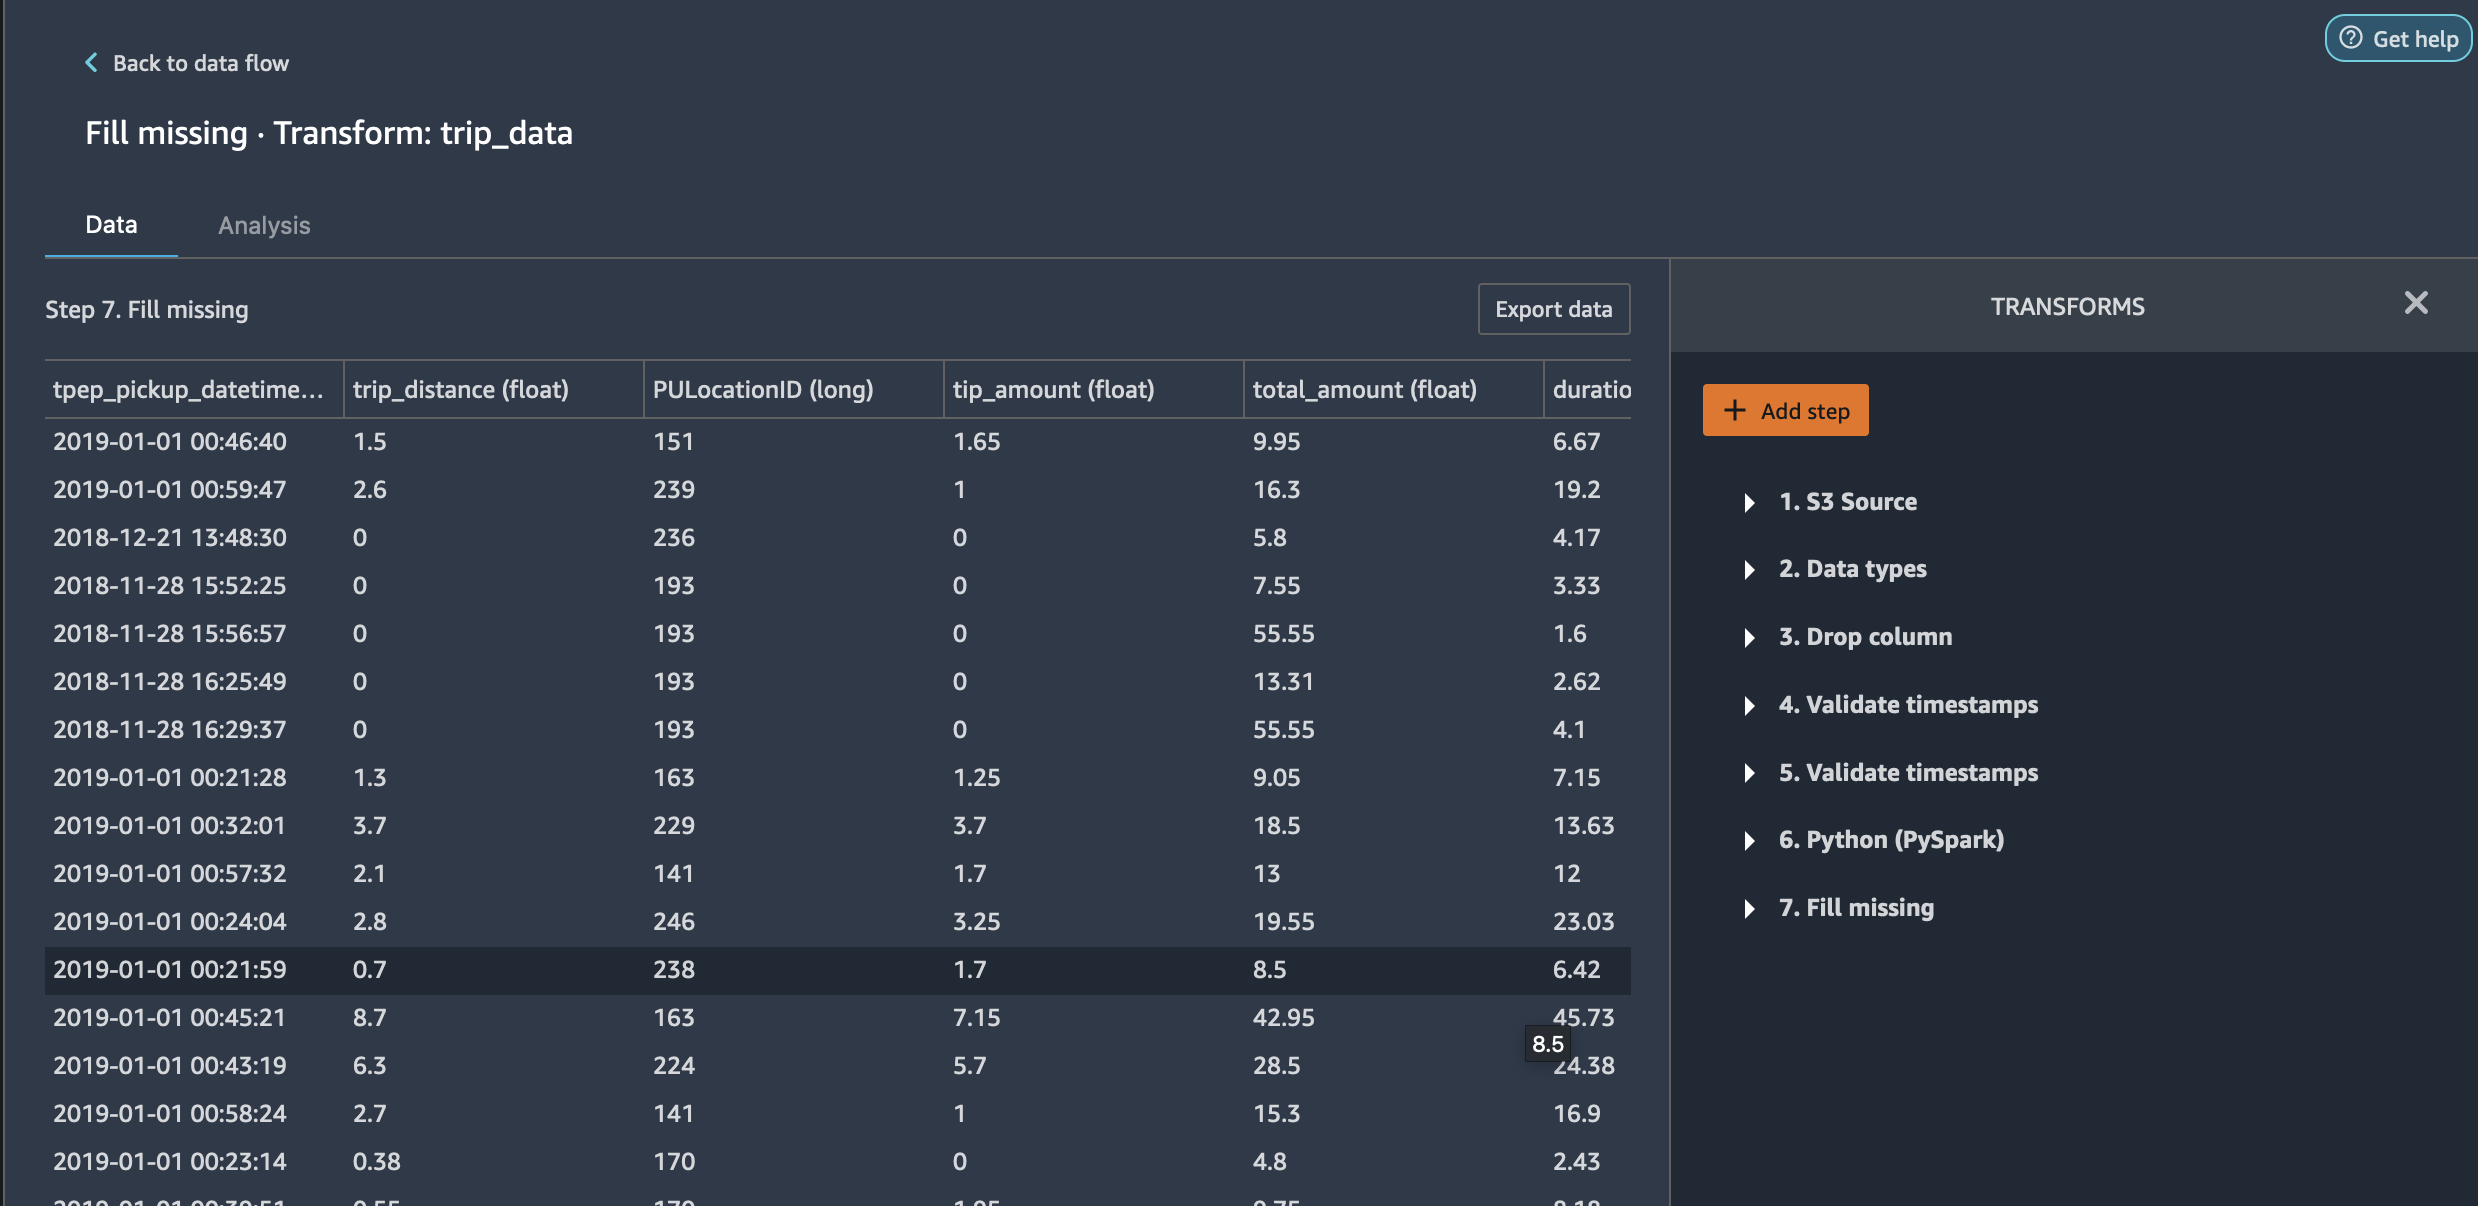 Get help
Back to data flow
Fill missing · Transform: trip_data
Data Analysis
Step 7. Fill missing Export data
tpep_pickup_datetime... trip_distance (float) PULocationID (long) tip_amount (float) total_amount (float) duratio
2019-01-01 00:46:40 1.5 151 1.65 9.95 6.67
2019-01-01 00:59:47 2.6 239 1 16.3 19.2
2018-12-21 13:48:30 0 236 0 5.8 4.17
2018-11-28 15:52:25 0 193 0 7.55 3.33
2018-11-28 15:56:57 0 193 0 55.55 1.6
2018-11-28 16:25:49 0 193 0 13.31 2.62
2018-11-28 16:29:37 0 193 0 55.55 4.1
2019-01-01 00:21:28 1.3 163 1.25 9.05 7.15
2019-01-01 00:32:01 3.7 229 3.7 18.5 13.63
2019-01-01 00:57:32 2.1 141 1.7 13 12
2019-01-01 00:24:04 2.8 246 3.25 19.55 23.03
2019-01-01 00:21:59 0.7 238 1.7 8.5 6.42
2019-01-01 00:45:21 8.7 163 7.15 42.95 45.73
8.5
2019-01-01 00:43:19 6.3 224 5.7 28.5 24.38
2019-01-01 00:58:24 2.7 141 1 15.3 16.9
2019-01-01 00:23:14 0.38 170 0 4.8 2.43
TRANSFORMS
Add step
1. S3 Source
2. Data types
3. Drop column
4. Validate timestamps
5. Validate timestamps
6. Python (PySpark)
7. Fill missing